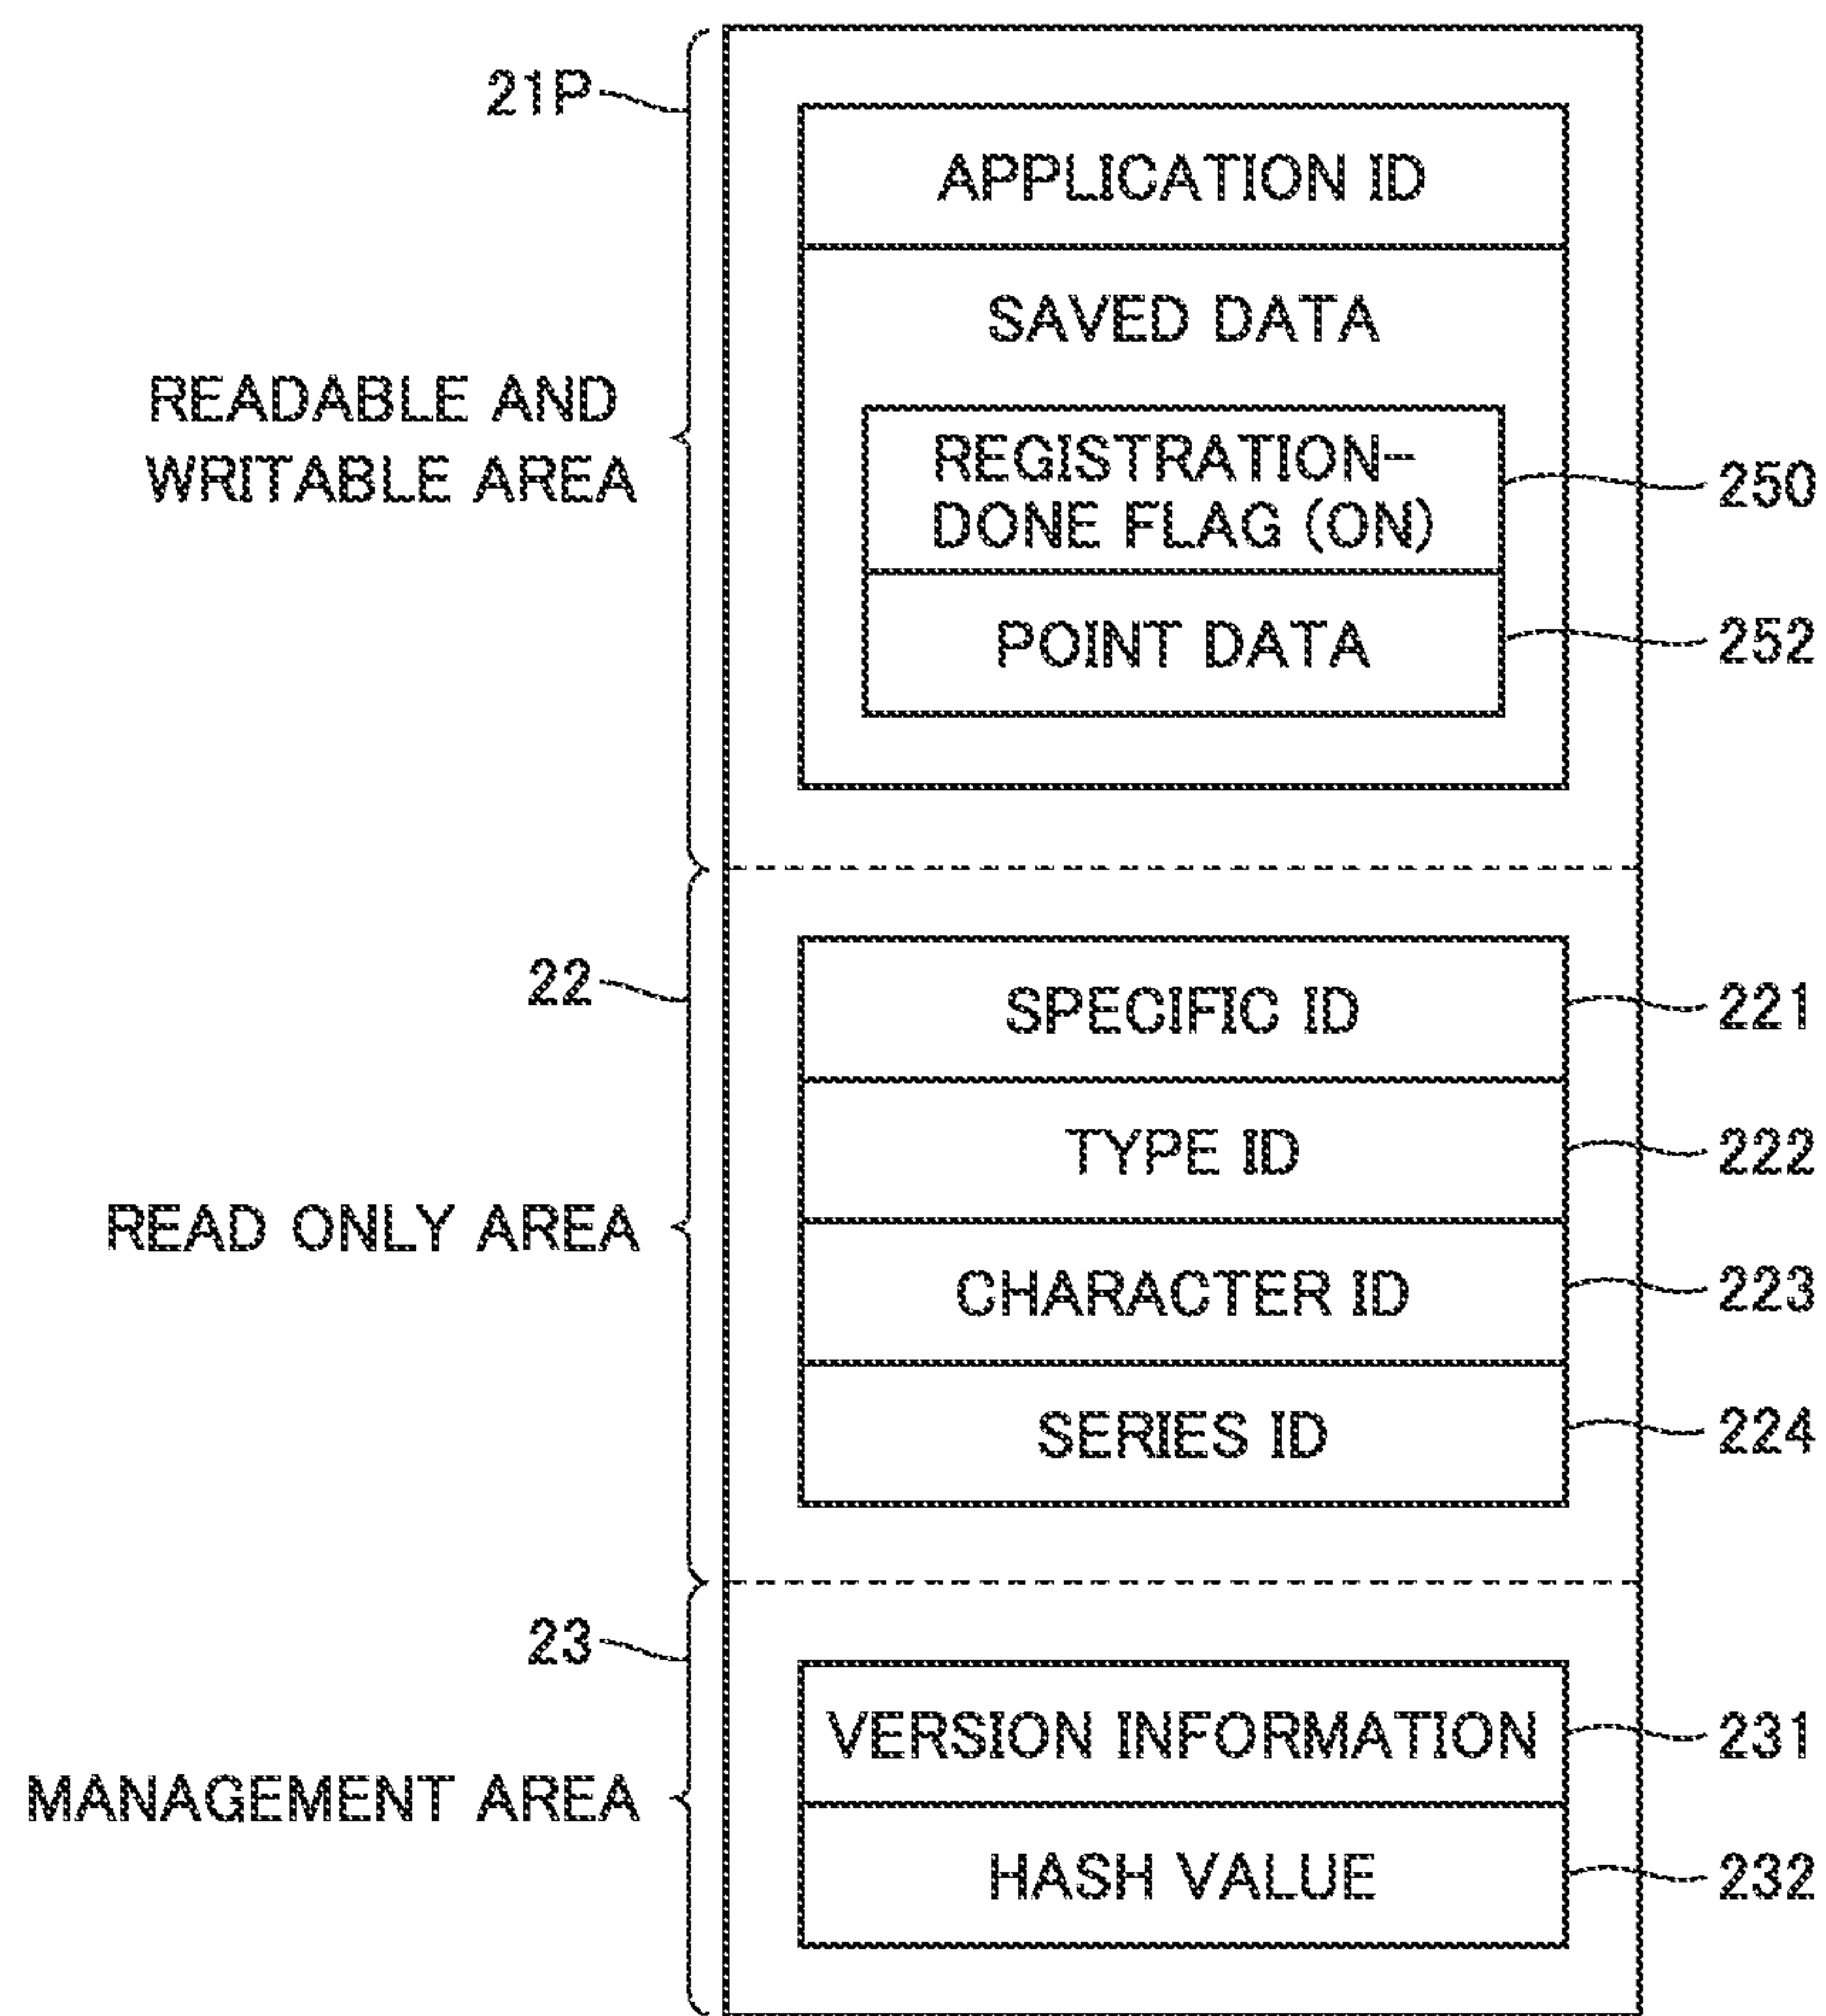 21P
APPLICATION ID
SAVED DATA
READABLE AND
WRITABLE AREA
REGISTRATION-
DONE FLAG (ON)
250
POINT DATA
252
22
SPECIFIC ID
221
TYPE ID
222
READ ONLY AREA
CHARACTER ID
223
SERIES ID
224
23
VERSION INFORMATION
231
MANAGEMENT AREA
HASH VALUE
232